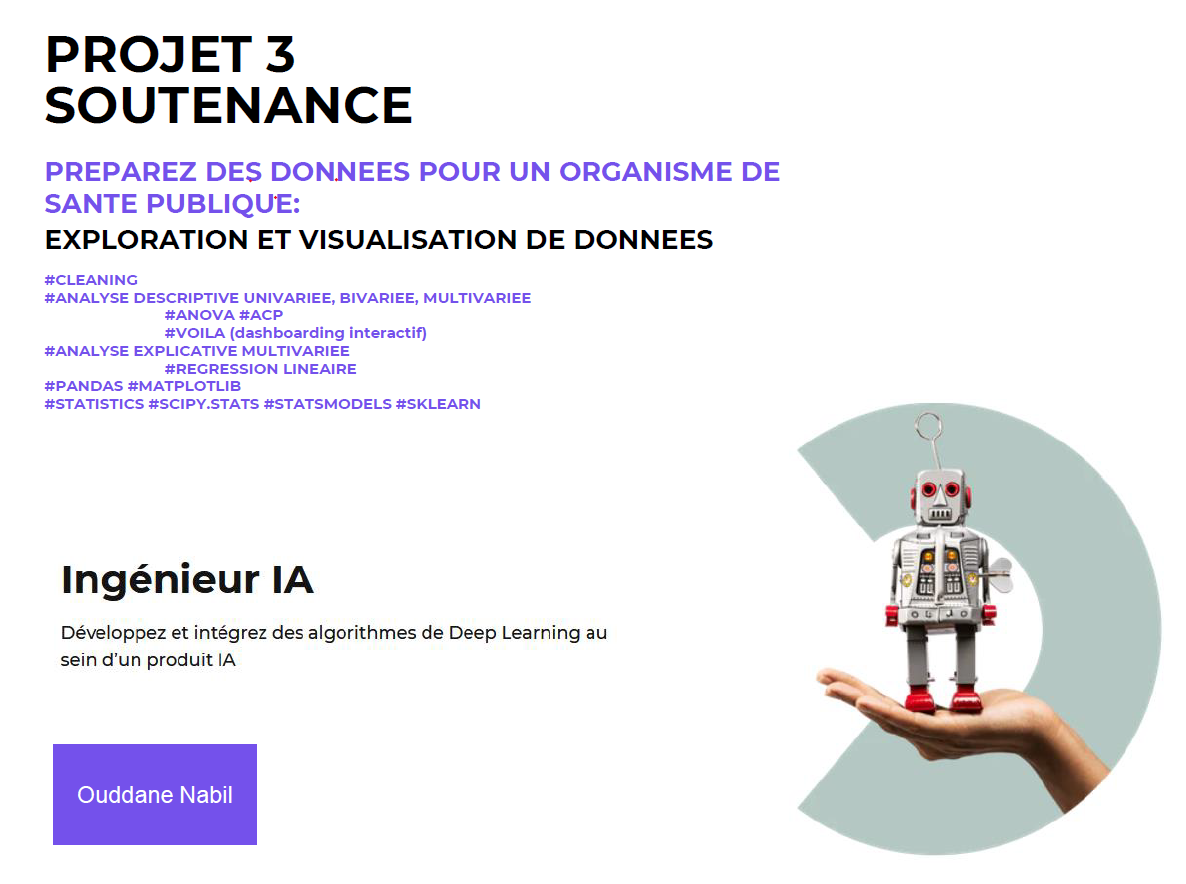 PROJET 3
SOUTENANCE
PREPAREZ DES DONNEES POUR UN ORGANISME DE
SANTE PUBLIQUE:
EXPLORATION ET VISUALISATION DE DONNEES
#CLEANING
#ANALYSE DESCRIPTIVE UNIVARIEE, BIVARIEE, MULTIVARIEE
#ANOVA #ACP
#VOILA (dashboarding interactif)
#ANALYSE EXPLICATIVE MULTIVARIEE
#REGRESSION LINEAIRE
#PANDAS #MATPLOTLIB
#STATISTICS #SCIPY.STATS #STATSMODELS #SKLEARN
Ingénieur IA
Développez et intégrez des algorithmes de Deep Learning au
sein d'un produit IA
Ouddane Nabil